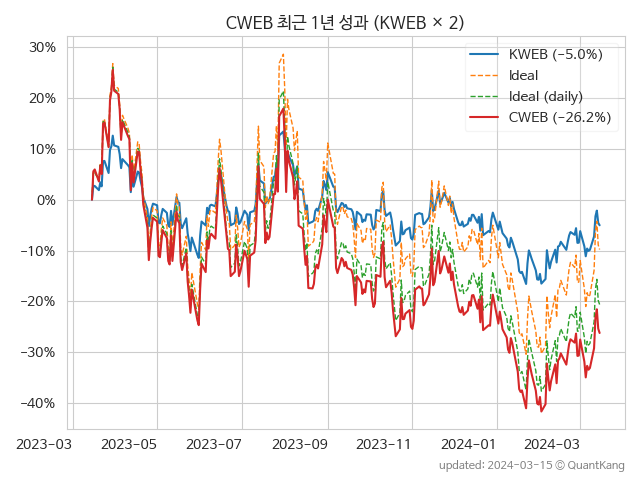 CWEB 최근 1년 성과 (KWEB × 2)
KWEB (−5.0%)
Ideal
Ideal (daily)
CWEB (−26.2%)
30%
20%
10%
0%
−10%
−20%
−30%
−40%
2023-03 2023-05 2023-07 2023-09 2023-11 2024-01 2024-03
updated: 2024-03-15 ⓒ QuantKang